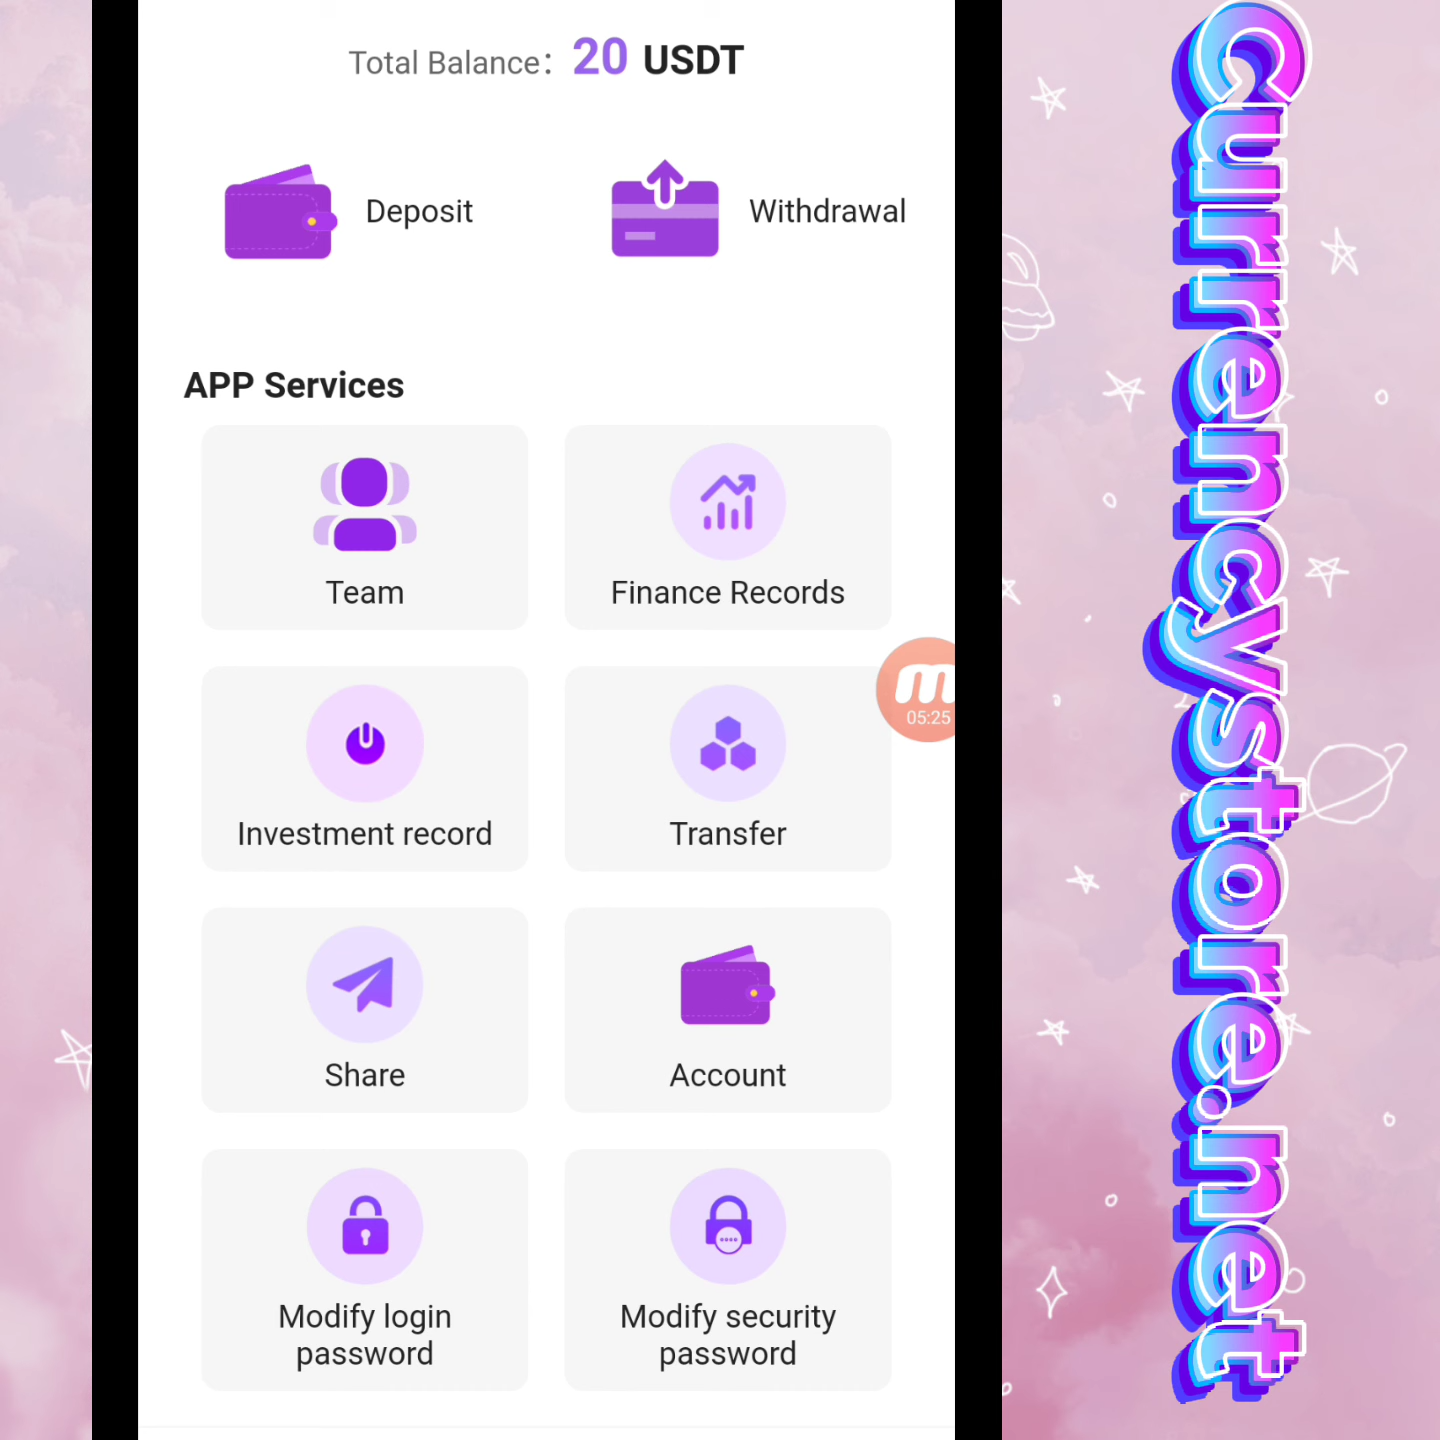 Total Balance: 20 USDT
Deposit
Withdrawal
APP Services
Team
Finance Records
m
05:25
Investment record
Transfer
Share
Account
Modify login
password
Modify security
password
Currencystore.net